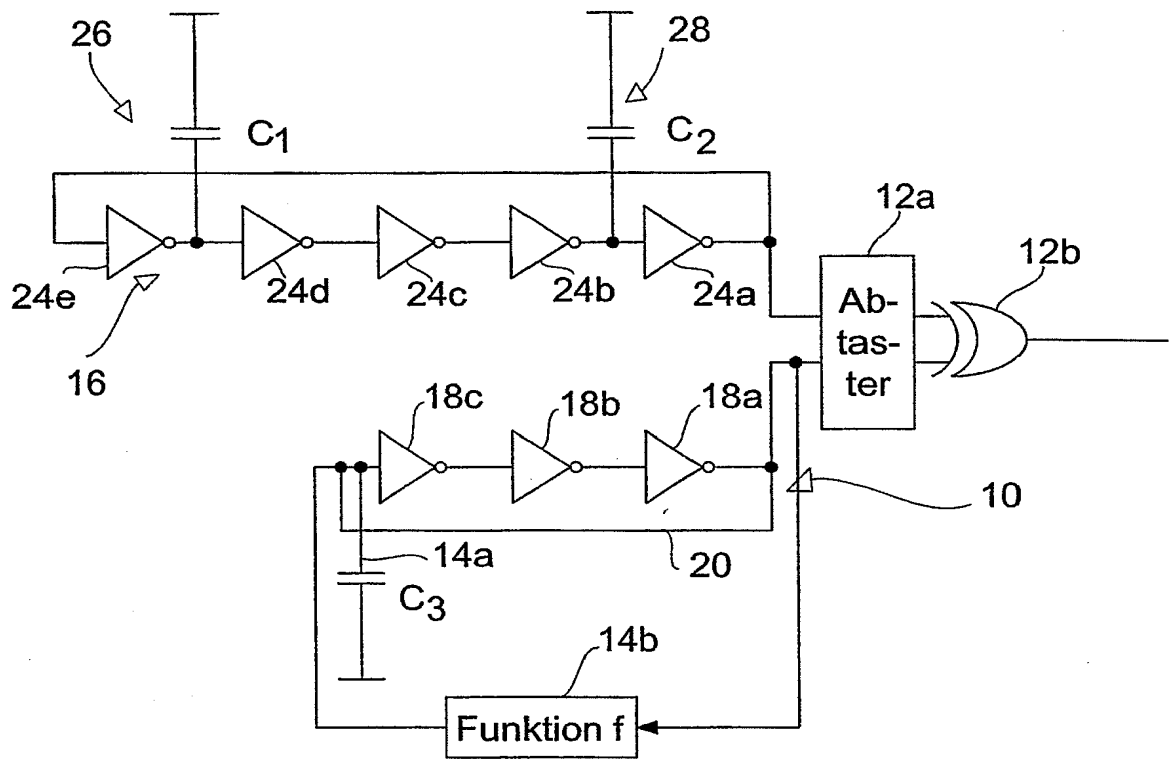 26
28
C1
C2
12a
12b
24e
24d
24c
24b
24a
Ab-
tas-
ter
16
18c
18b
18a
10
14a
20
C3
14b
Funktion f